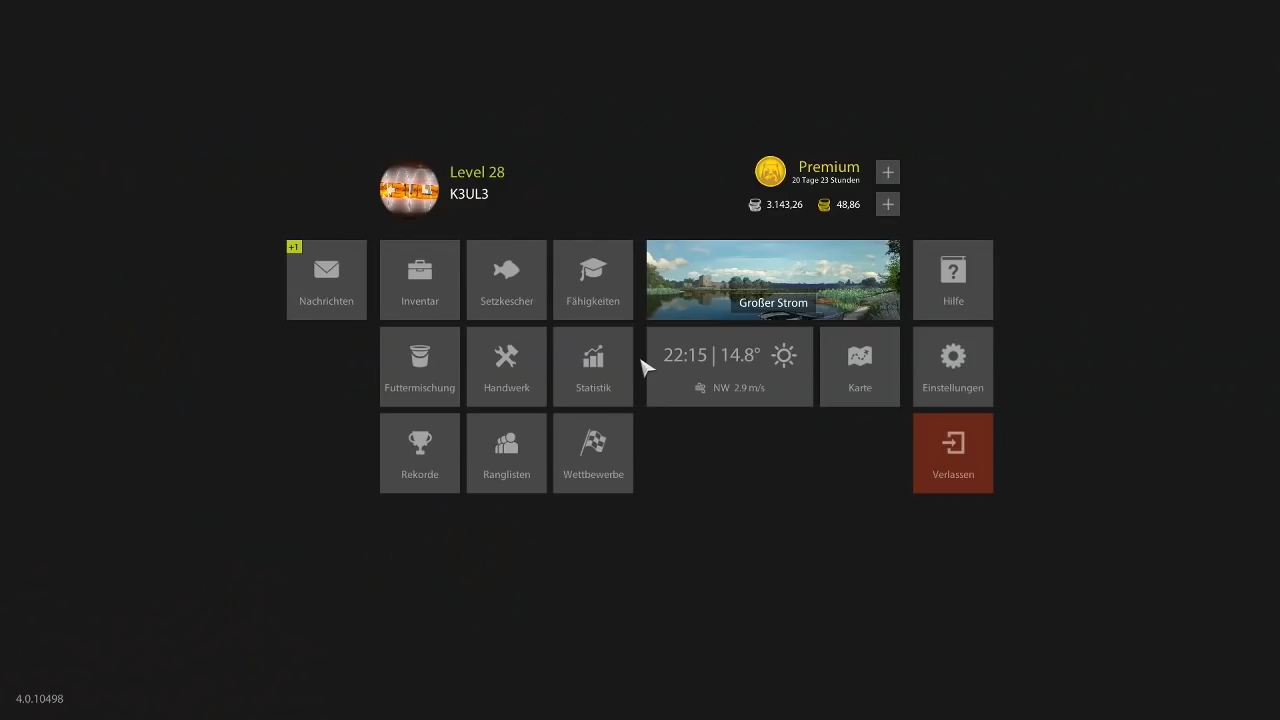 Level 28
K3UL3
Premium
20 Tage 23 Stunden
3.143,26
48,86
+1
Nachrichten
Inventar
Setzkescher
Fähigkeiten
Großer Strom
Hilfe
Futtermischung
Handwerk
Statistik
22:15 | 14.8°
NW 2.9 m/s
Karte
Einstellungen
Rekorde
Ranglisten
Wettbewerbe
Verlassen
4.0.10498